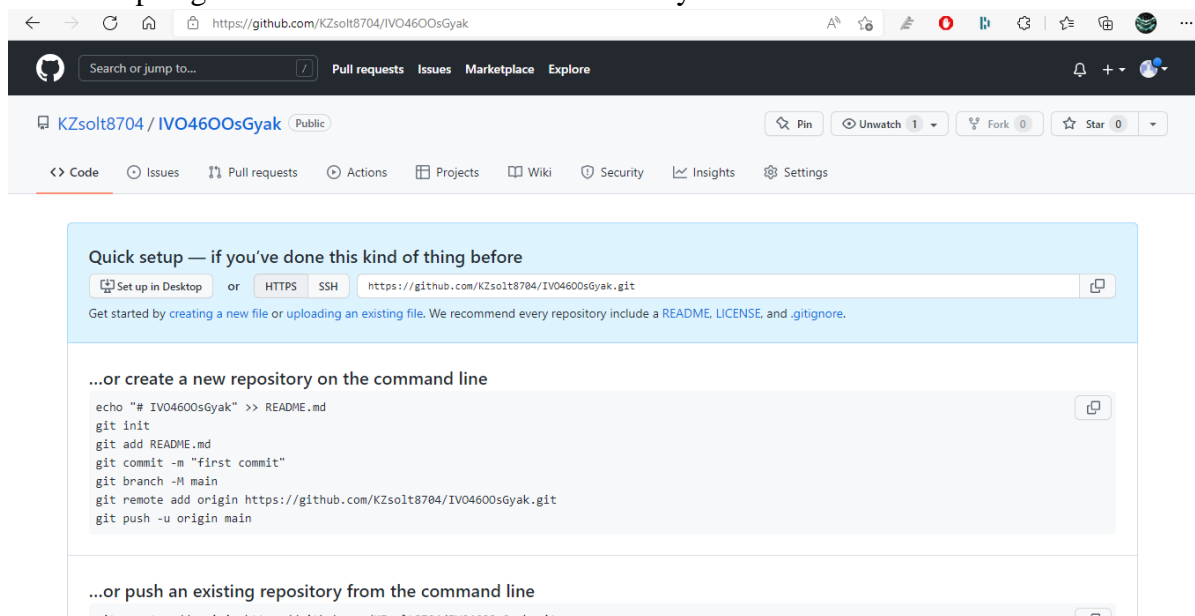 https://github.com/KZsolt8704/IVO46OOsGyak
Search or jump to... / Pull requests Issues Marketplace Explore
KZsolt8704 / IVO46OOsGyak Public Pin Unwatch 1 Fork 0 Star 0
<> Code Issues Pull requests Actions Projects Wiki Security Insights Settings
Quick setup — if you've done this kind of thing before
Set up in Desktop or HTTPS SSH https://github.com/KZsolt8704/IVO46OOsGyak.git
Get started by creating a new file or uploading an existing file. We recommend every repository include a README, LICENSE, and .gitignore.
...or create a new repository on the command line
echo "# IVO46OOsGyak" >> README.md
git init
git add README.md
git commit -m "first commit"
git branch -M main
git remote add origin https://github.com/KZsolt8704/IVO46OOsGyak.git
git push -u origin main
...or push an existing repository from the command line